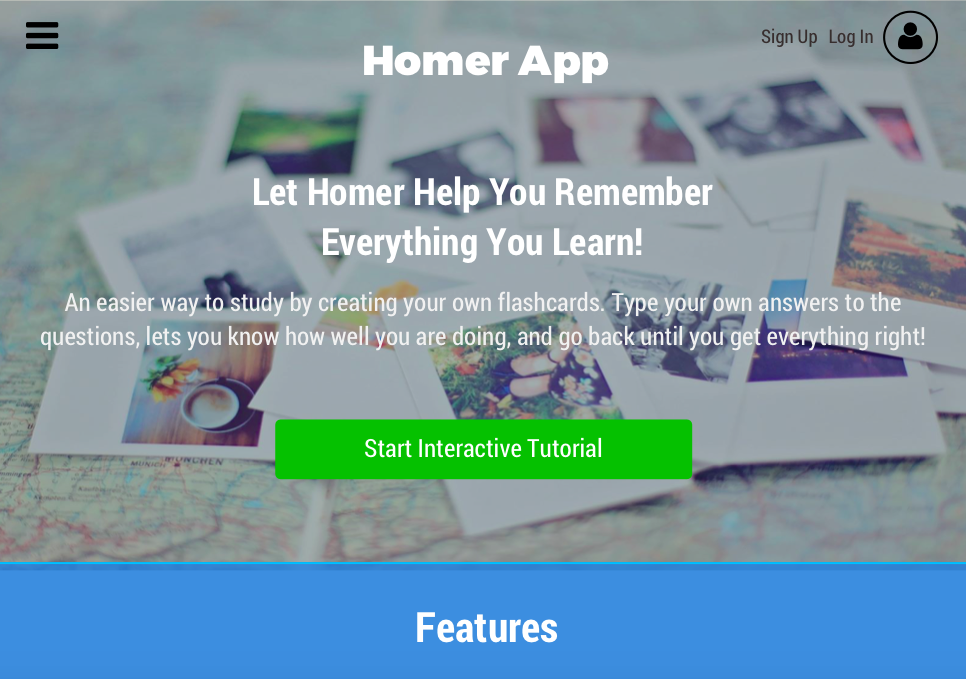 Sign Up Log In
Homer App
Let Homer Help You Remember
Everything You Learn!
An easier way to study by creating your own flashcards. Type your own answers to the
questions, lets you know how well you are doing, and go back until you get everything right!
MUNICH MÜNCHEN
Start Interactive Tutorial
Features